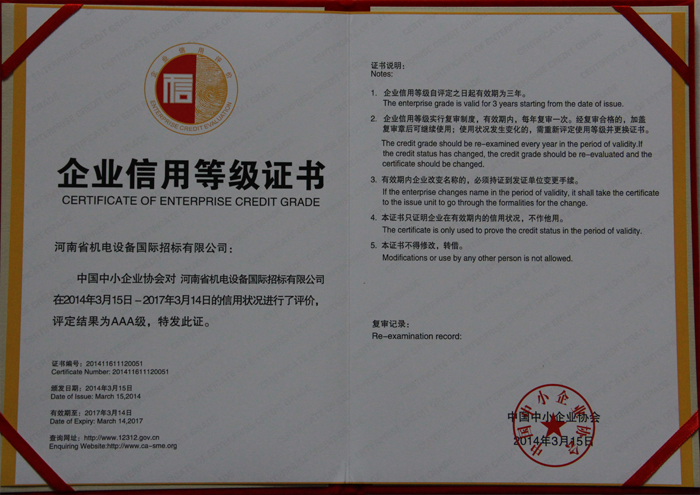 企业信用评价
信
ENTERPRISE CREDIT EVALUATION
企业信用等级证书
CERTIFICATE OF ENTERPRISE CREDIT GRADE
河南省机电设备国际招标有限公司：
中国中小企业协会对 河南省机电设备国际招标有限公司
在2014年3月15日－2017年3月14日的信用状况进行了评价，
评定结果为AAA级，特发此证。
证书编号：201411611120051
Certificate Number: 201411611120051
颁发日期：2014年3月15日
Date of Issue: March 15,2014
有效期至：2017年3月14日
Date of Expiry: March 14,2017
查询网址：http://www.12312.gov.cn
Enquiring Website:http://www.ca-sme.org
证书说明：
Notes:
1. 企业信用等级自评定之日起有效期为三年。
The enterprise grade is valid for 3 years starting from the date of issue.
2. 企业信用等级实行复审制度，有效期内，每年复审一次。经复审合格的，加盖
复审章后可继续使用；使用状况发生变化的，需重新评定使用等级并更换证书。
The credit grade should be re-examined every year in the period of validity.If
the credit status has changed, the credit grade should be re-evaluated and the
certificate should be changed.
3. 有效期内企业改变名称的，必须持证到发证单位变更手续。
If the enterprise changes name in the period of validity, it shall take the certificate
to the issue unit to go through the formalities for the change.
4. 本证书只证明企业在有效期内的信用状况，不作他用。
The certificate is only used to prove the credit status in the period of validity.
5. 本证书不得修改，转借。
Modifications or use by any other person is not allowed.
复审记录：
Re-examination record:
中国中小企业协会
中国中小企业协会
2014年3月15日